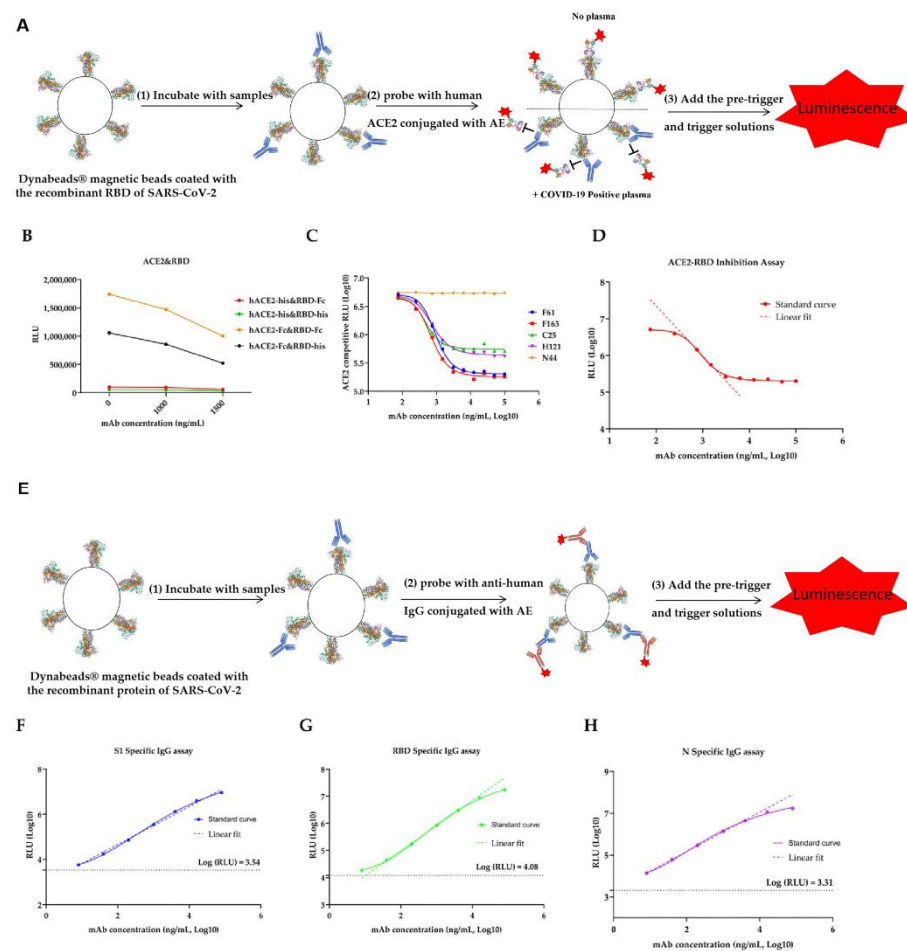 A
No plasma
(1) Incubate with samples
(2) probe with human
ACE2 conjugated with AE
(3) Add the pre-trigger
and trigger solutions
Luminescence
Dynabeads® magnetic beads coated with
the recombinant RBD of SARS-CoV-2
+ COVID-19 Positive plasma
B
ACE2&RBD
2,000,000
1,500,000
1,000,000
500,000
0
RLU
0
1000
1500
mAb concentration (ng/mL)
hACE2-his&RBD-Fc
hACE2-his&RBD-his
hACE2-Fc&RBD-Fc
hACE2-Fc&RBD-his
C
7.0
6.5
6.0
5.5
5.0
ACE2 competitive RLU (Log10)
1 2 3 4 5 6
mAb concentration (ng/mL, Log10)
F61
F163
C25
H121
N44
D
ACE2-RBD Inhibition Assay
8
7
6
5
4
RLU (Log10)
1 2 3 4 5 6
mAb concentration (ng/mL, Log10)
Standard curve
Linear fit
E
(1) Incubate with samples
(2) probe with anti-human
IgG conjugated with AE
(3) Add the pre-trigger
and trigger solutions
Luminescence
Dynabeads® magnetic beads coated with
the recombinant protein of SARS-CoV-2
F
S1 Specific IgG assay
8
6
4
2
RLU (Log10)
0 2 4 6
mAb concentration (ng/mL, Log10)
Standard curve
Linear fit
Log (RLU) = 3.54
G
RBD Specific IgG assay
8
7
6
5
4
3
RLU (Log10)
0 2 4 6
mAb concentration (ng/mL, Log10)
Standard curve
Linear fit
Log (RLU) = 4.08
H
N Specific IgG assay
9
7
5
3
RLU (Log10)
0 2 4 6
mAb concentration (ng/mL, Log10)
Standard curve
Linear fit
Log (RLU) = 3.31